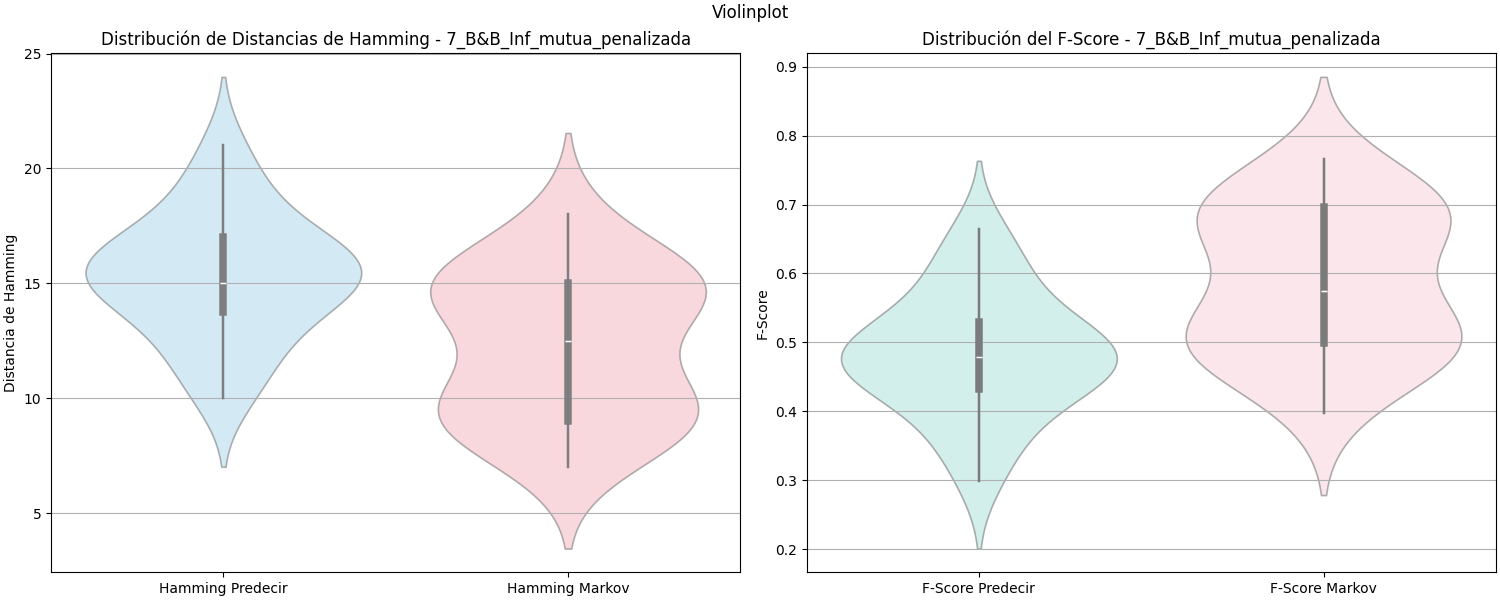 Violinplot
Distribución de Distancias de Hamming - 7_B&B_Inf_mutua_penalizada
25
20
15
10
5
Distancia de Hamming
Hamming Predecir
Hamming Markov
Distribución del F-Score - 7_B&B_Inf_mutua_penalizada
0.9
0.8
0.7
0.6
0.5
0.4
0.3
0.2
F-Score
F-Score Predecir
F-Score Markov